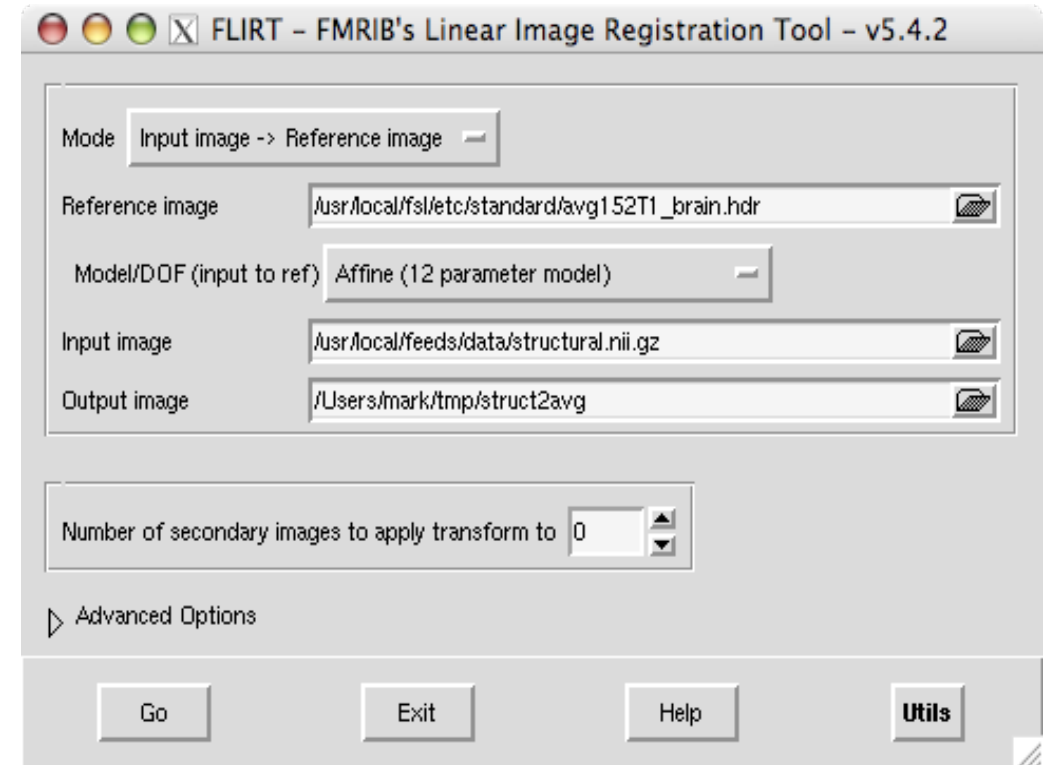 X FLIRT - FMRIB's Linear Image Registration Tool - v5.4.2
Mode Input image -> Reference image
Reference image /usr/local/fsl/etc/standard/avg152T1_brain.hdr
Model/DOF (input to ref) Affine (12 parameter model)
Input image /usr/local/feeds/data/structural.nii.gz
Output image /Users/mark/tmp/struct2avg
Number of secondary images to apply transform to 0
Advanced Options
Go Exit Help Utils